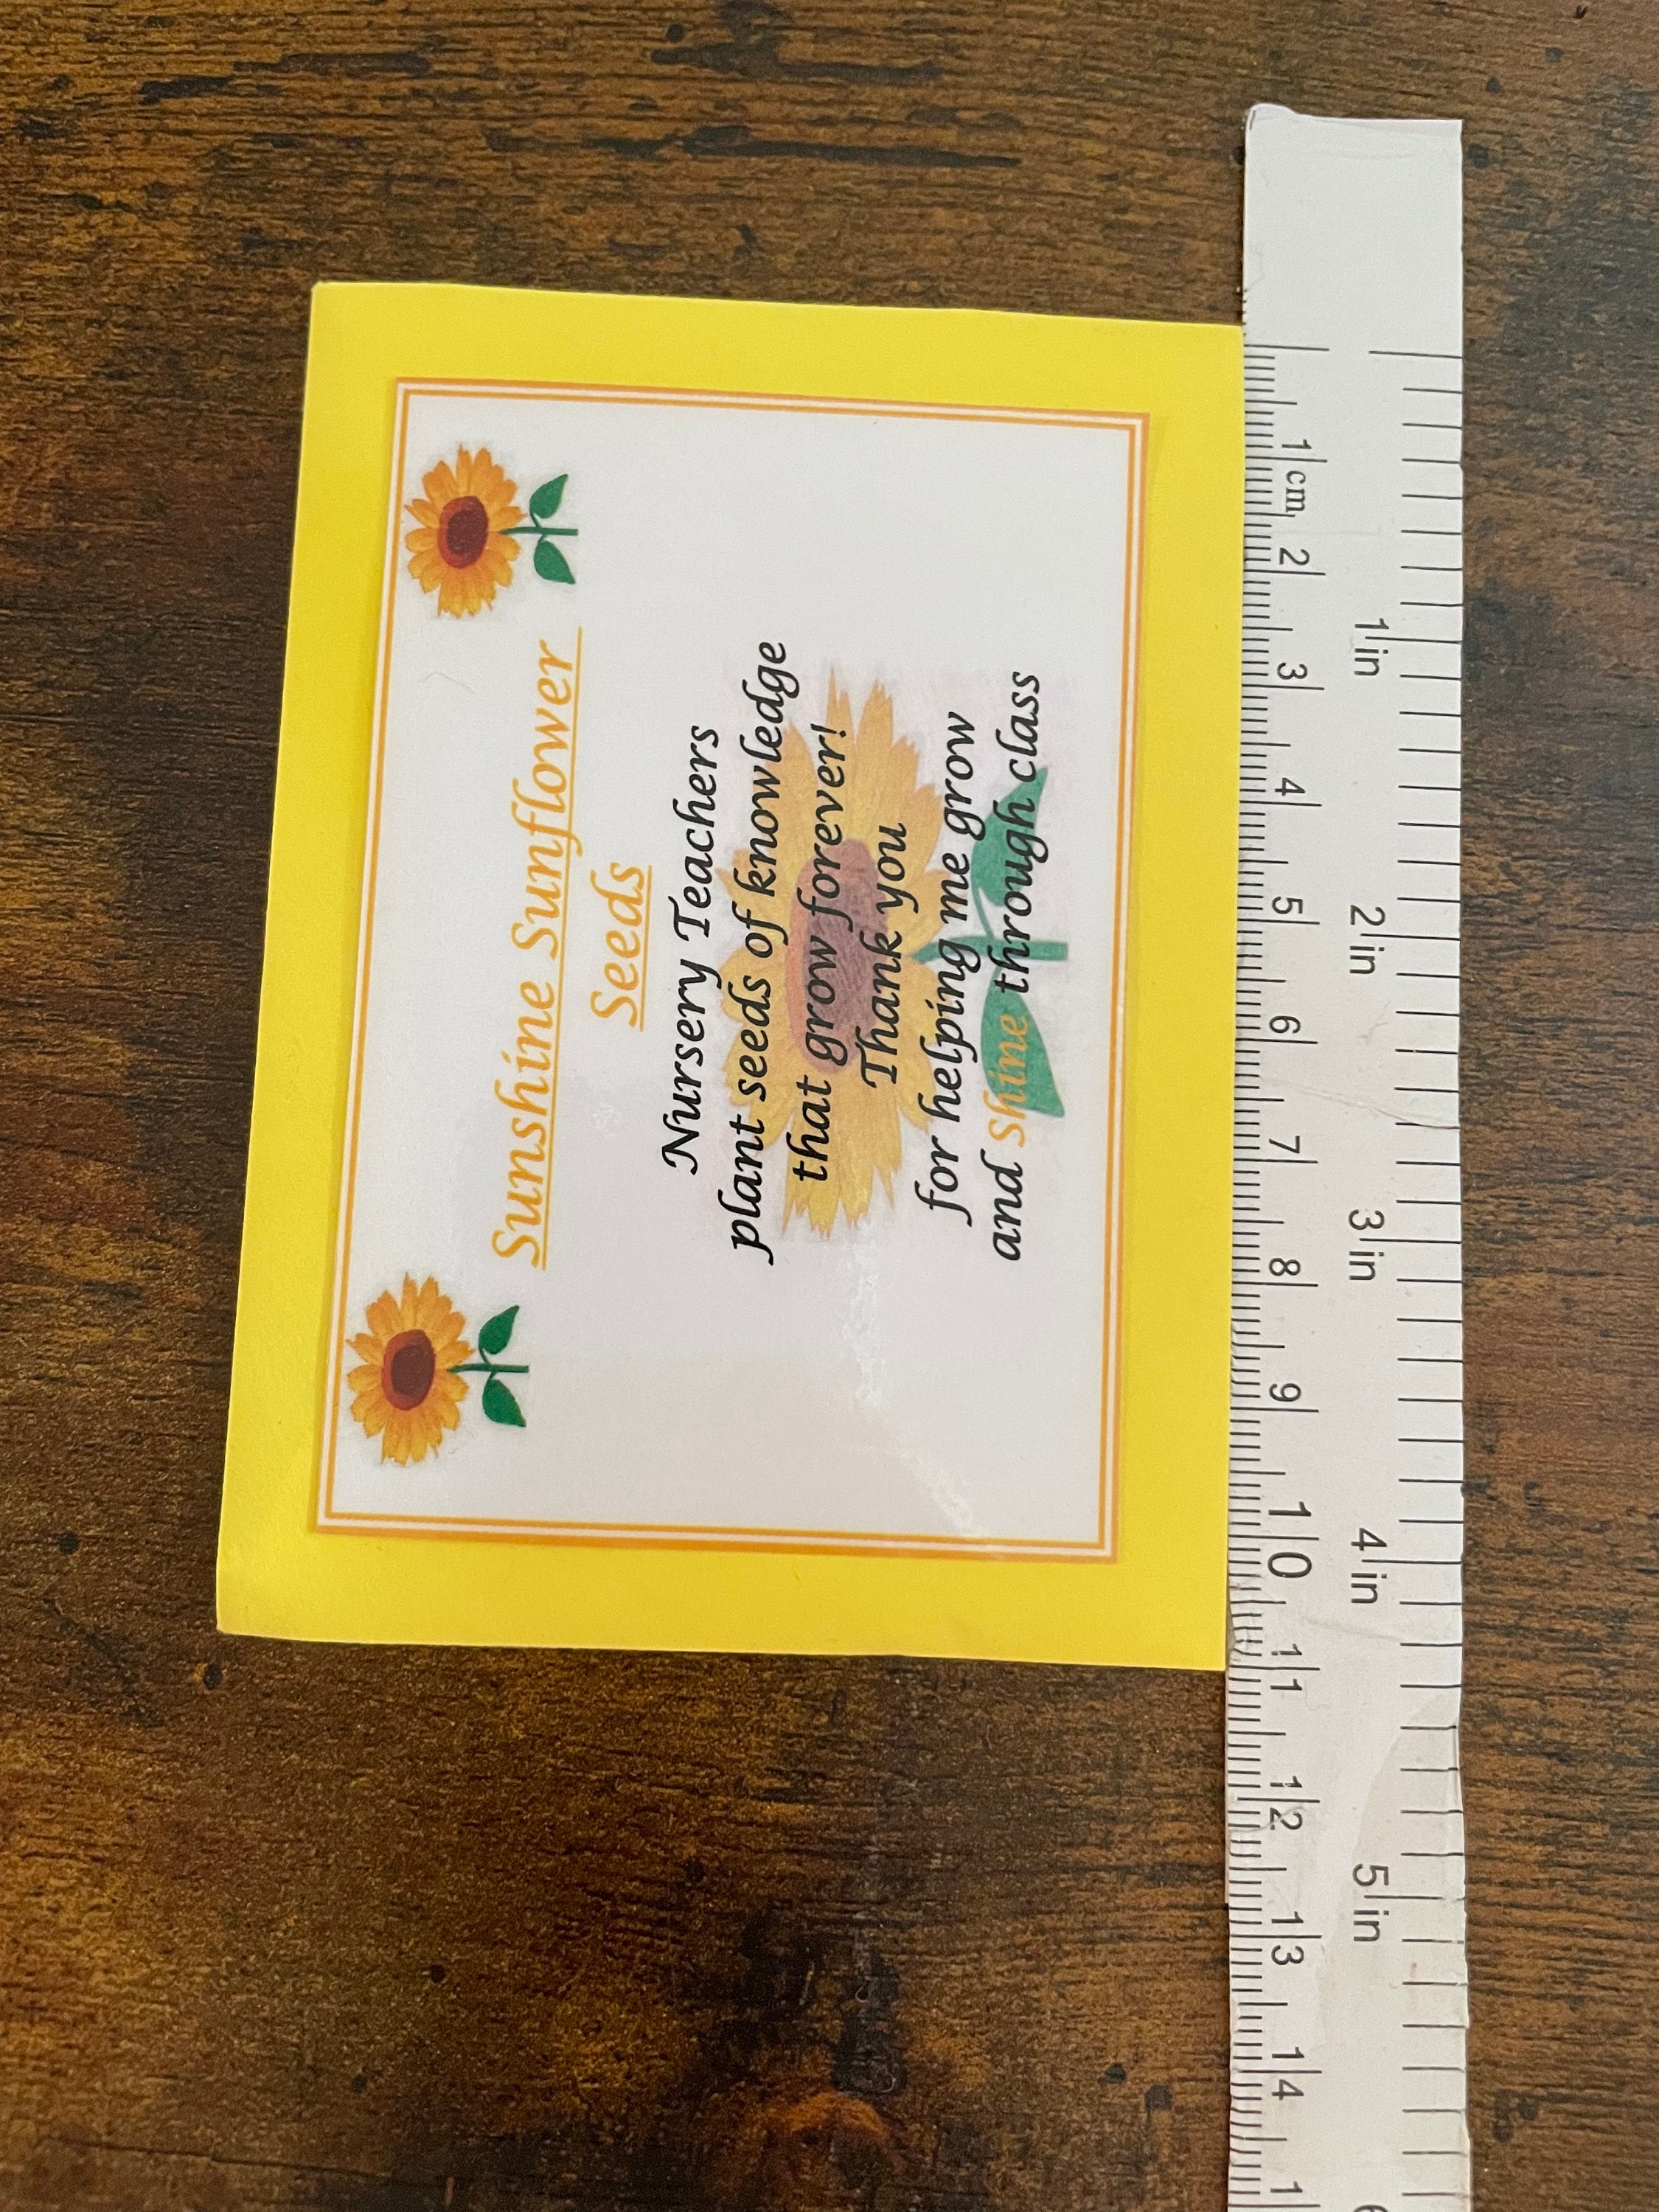 Sunshine Sunflower
Seeds
Nursery Teachers
plant seeds of knowledge
that grow forever!
Thank you
for helping me grow
and shine through class
1 cm 2 3 4 5 6 7 8 9 10 11 12 13 14 1
1 in 2 in 3 in 4 in 5 in 6